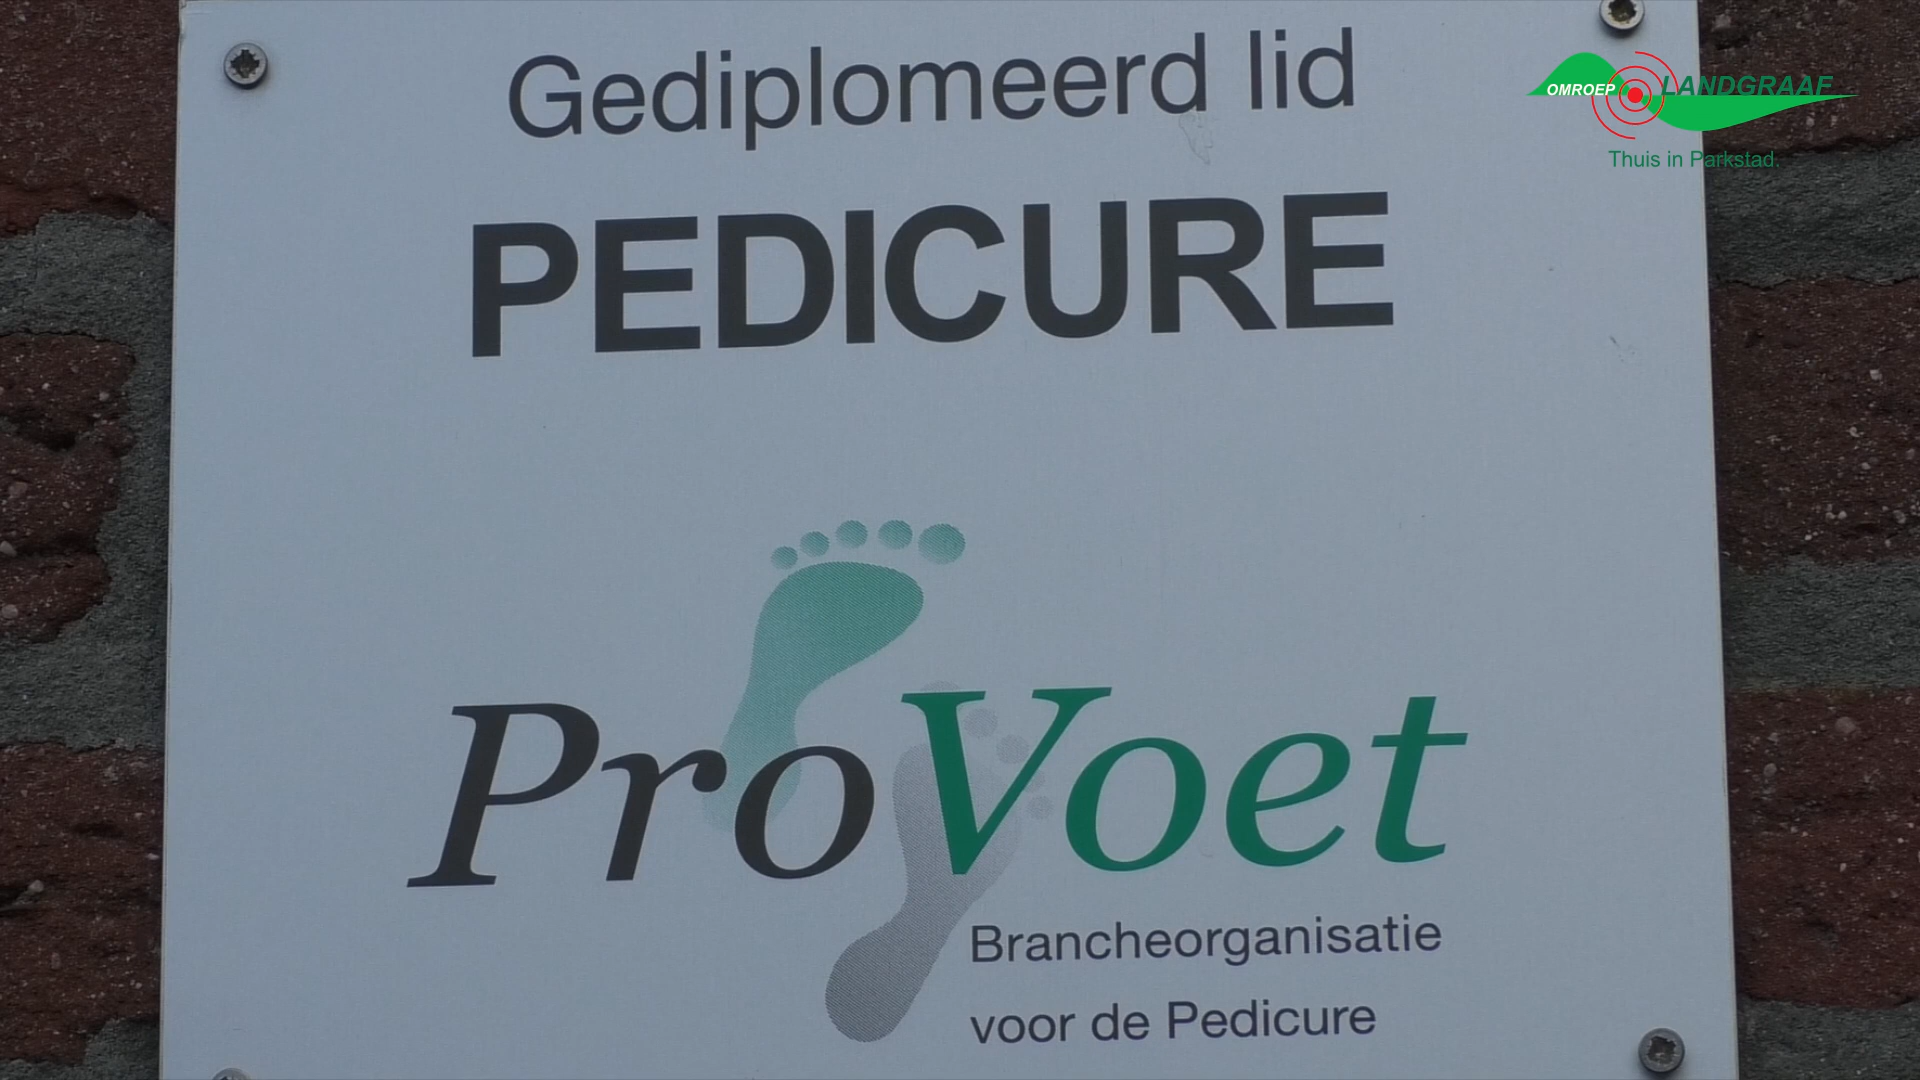 Gediplomeerd lid
OMROEP LANDGRAAF
Thuis in Parkstad.
PEDICURE
ProVoet
Brancheorganisatie
voor de Pedicure